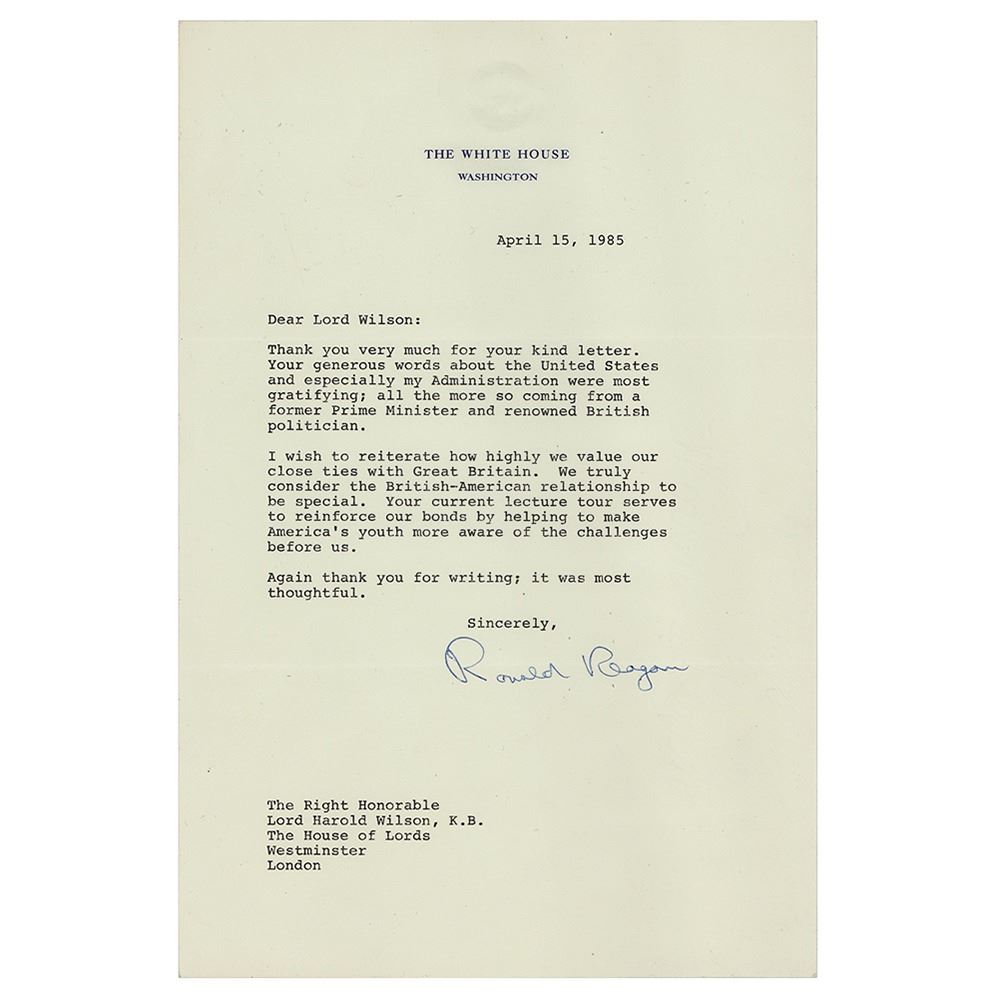 THE WHITE HOUSE
WASHINGTON
April 15, 1985
Dear Lord Wilson:
Thank you very much for your kind letter.
Your generous words about the United States
and especially my Administration were most
gratifying; all the more so coming from a
former Prime Minister and renowned British
politician.
I wish to reiterate how highly we value our
close ties with Great Britain.  We truly
consider the British-American relationship to
be special.  Your current lecture tour serves
to reinforce our bonds by helping to make
America's youth more aware of the challenges
before us.
Again thank you for writing; it was most
thoughtful.
Sincerely,
Ronald Reagan
The Right Honorable
Lord Harold Wilson, K.B.
The House of Lords
Westminster
London